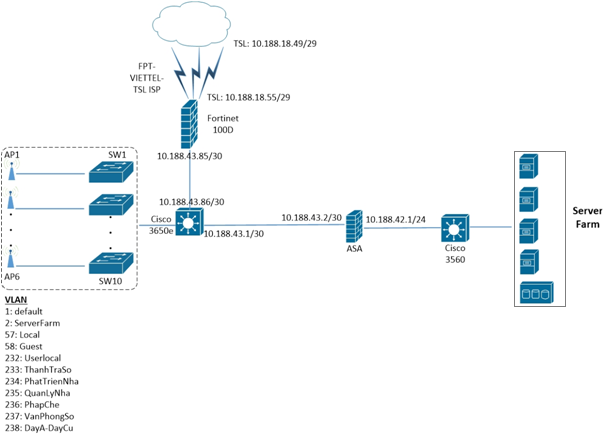 TSL: 10.188.18.49/29
FPT-
VIETTEL-
TSL ISP
TSL: 10.188.18.55/29
Fortinet
100D
10.188.43.85/30
AP1
SW1
10.188.43.86/30
Cisco
3650e
10.188.43.1/30
10.188.43.2/30
10.188.42.1/24
ASA
Cisco
3560
Server
Farm
AP6
SW10
VLAN
1: default
2: ServerFarm
57: Local
58: Guest
232: Userlocal
233: ThanhTraSo
234: PhatTrienNha
235: QuanLyNha
236: PhapChe
237: VanPhongSo
238: DayA-DayCu